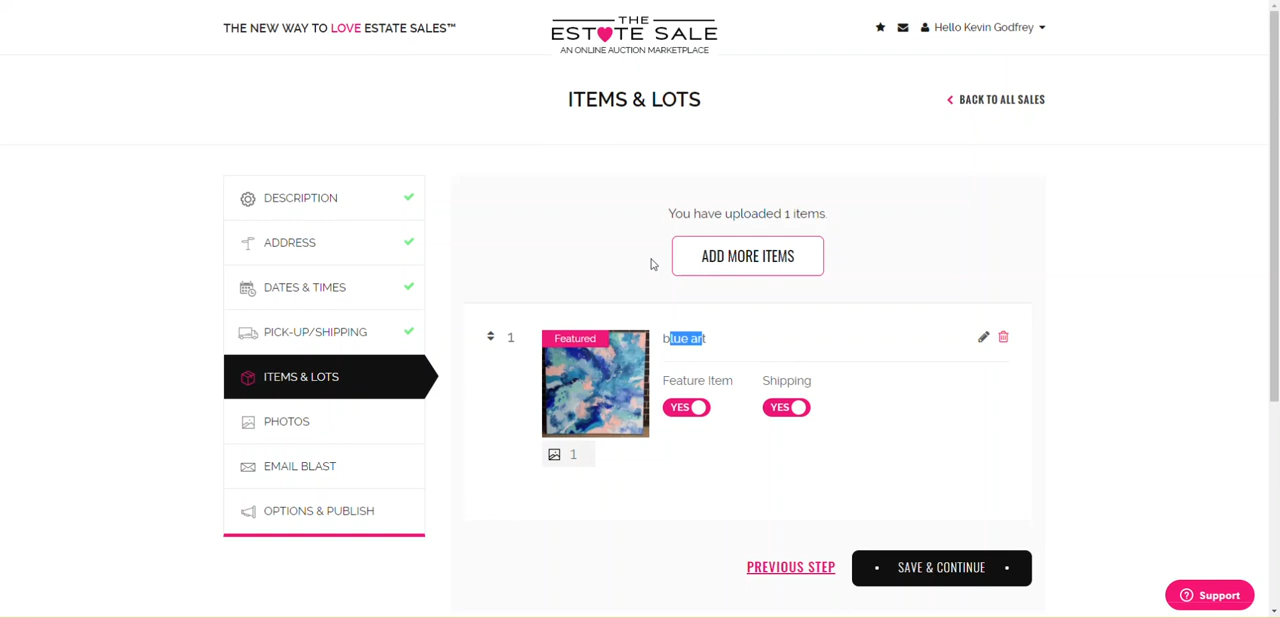 THE NEW WAY TO LOVE ESTATE SALES™
THE
ESTATE SALE
AN ONLINE AUCTION MARKETPLACE
Hello Kevin Godfrey
ITEMS & LOTS
BACK TO ALL SALES
DESCRIPTION
ADDRESS
DATES & TIMES
PICK-UP/SHIPPING
ITEMS & LOTS
PHOTOS
EMAIL BLAST
OPTIONS & PUBLISH
You have uploaded 1 items.
ADD MORE ITEMS
1
Featured
blue art
Feature Item
Shipping
YES
YES
1
PREVIOUS STEP
SAVE & CONTINUE
Support